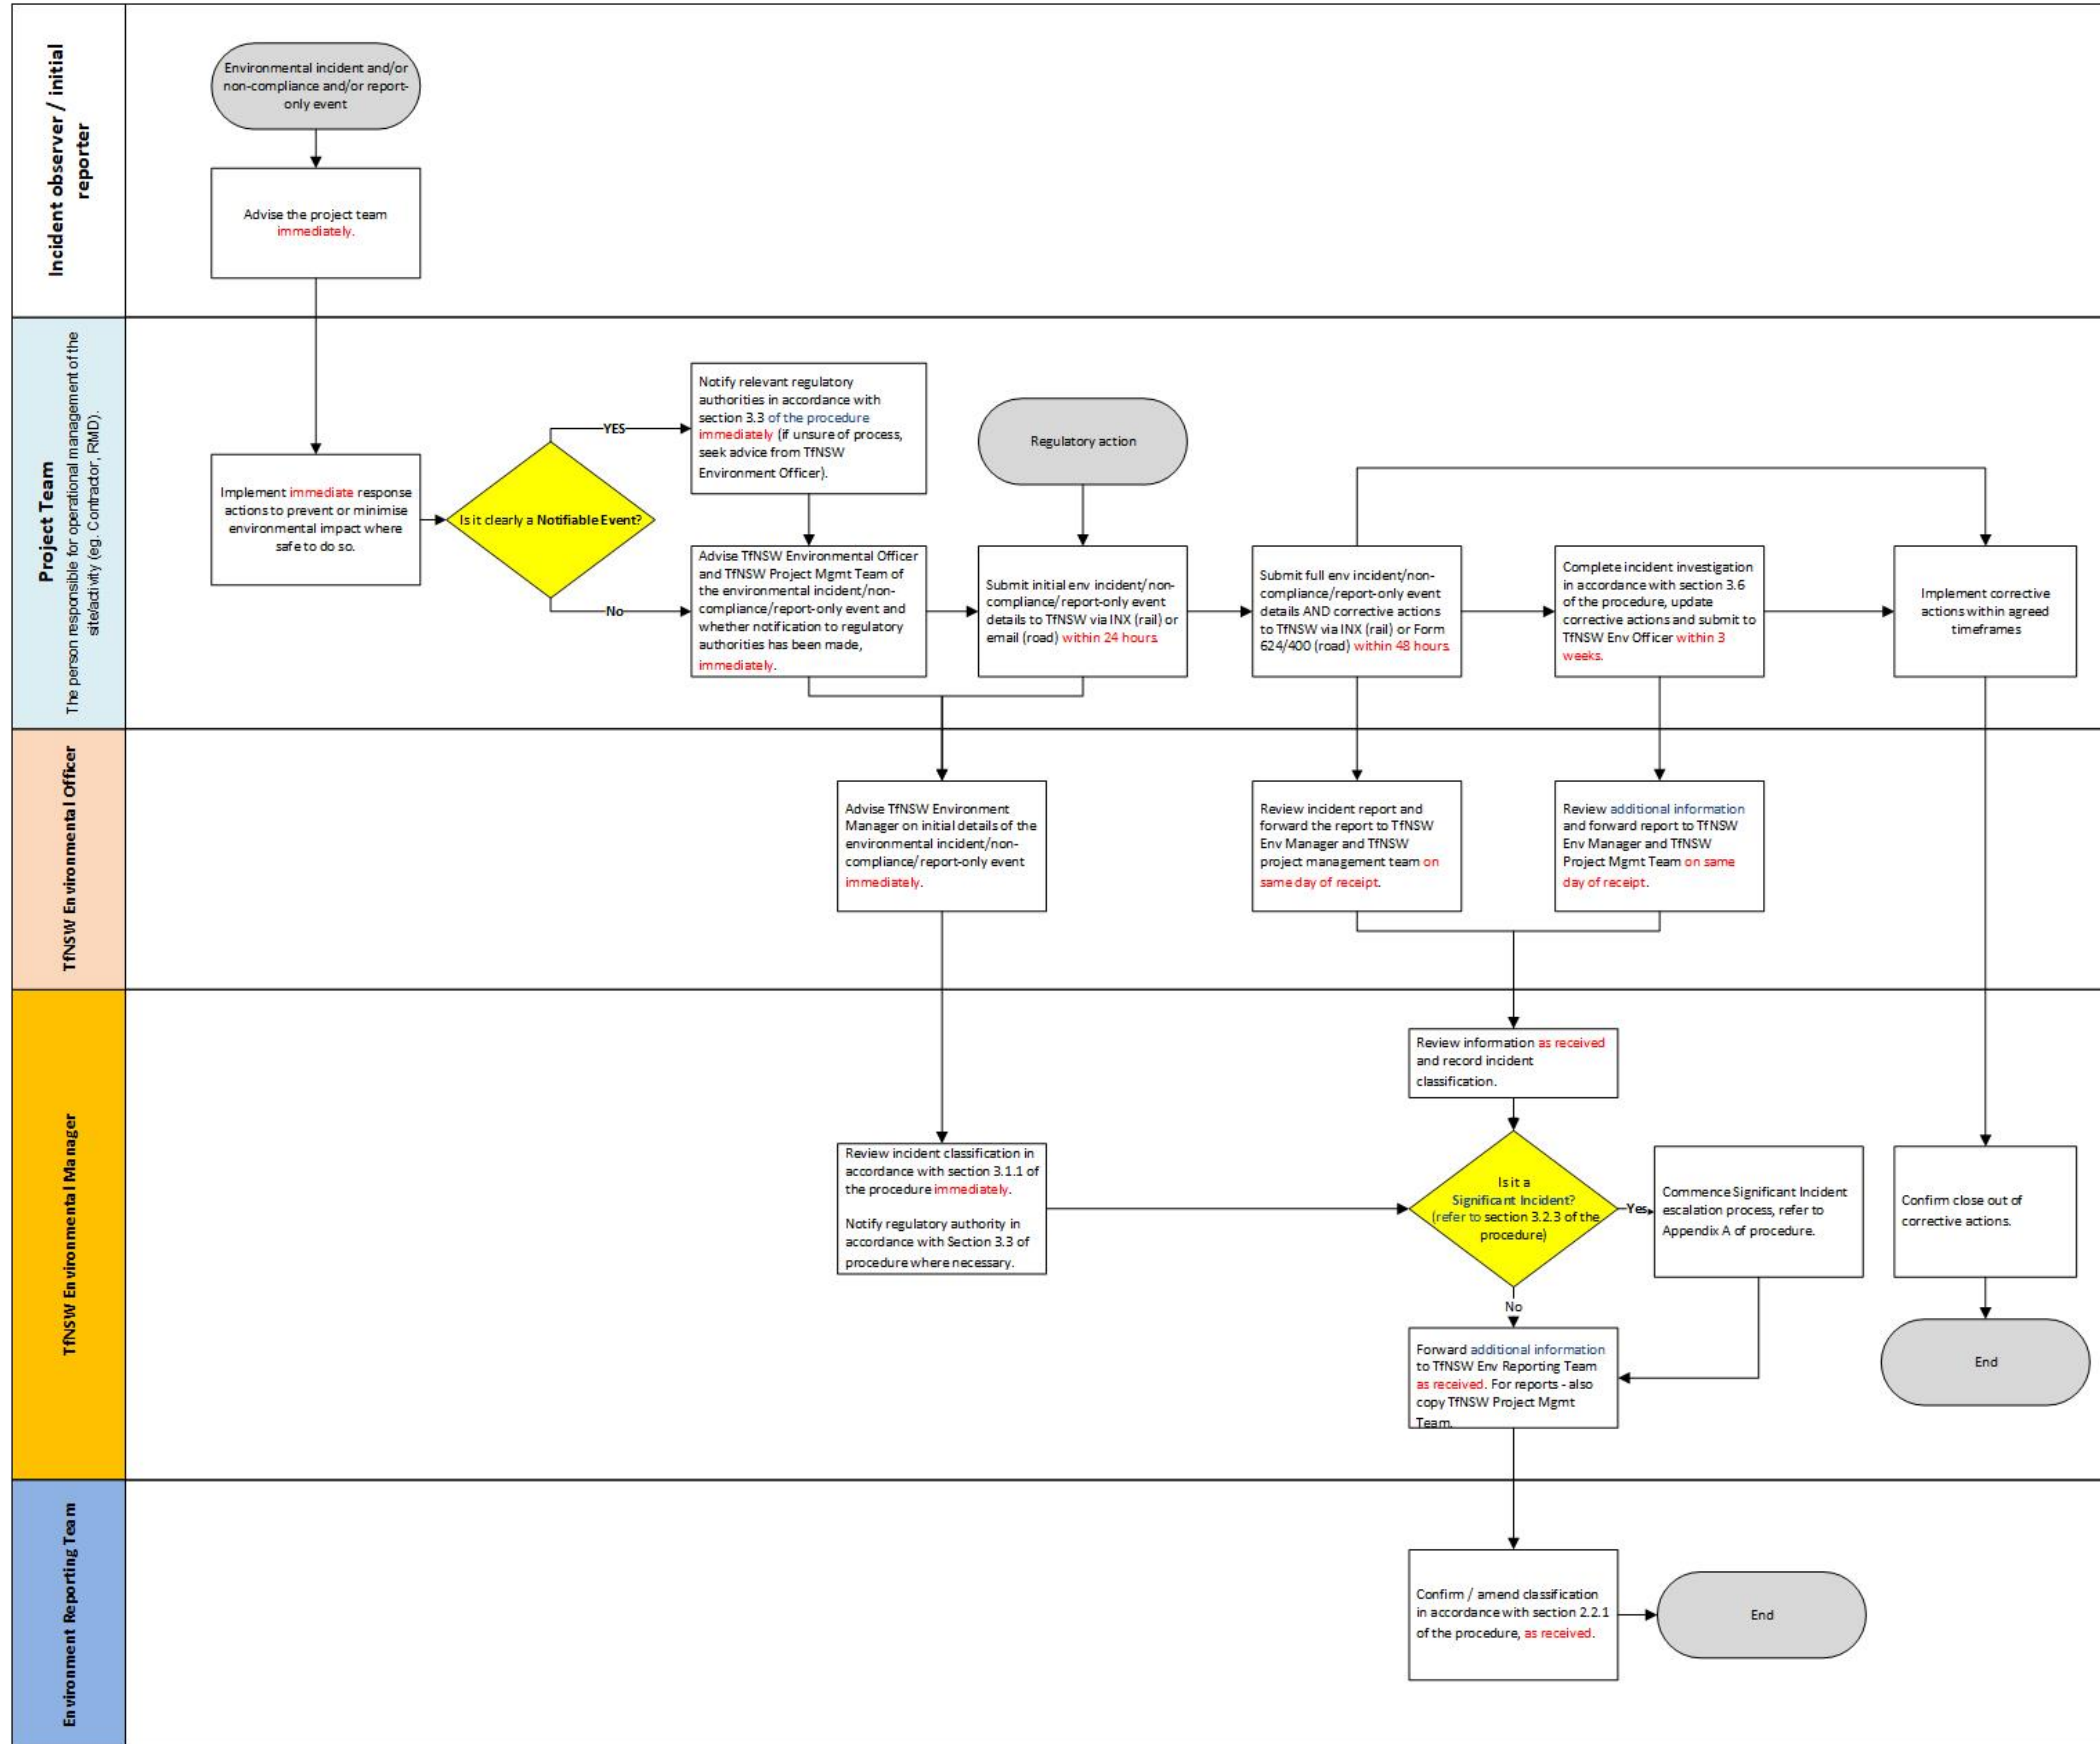 Incident observer / initial
reporter
Environmental incident and/or
non-compliance and/or report-
only event
Advise the project team
immediately.
Project Team
The person responsible for operational management of the
site/activity (eg. Contractor, RMD).
Implement immediate response
actions to prevent or minimise
environmental impact where
safe to do so.
Is it clearly a Notifiable Event?
YES
No
Notify relevant regulatory
authorities in accordance with
section 3.3 of the procedure
immediately (if unsure of process,
seek advice from TfNSW
Environment Officer).
Advise TfNSW Environmental Officer
and TfNSW Project Mgmt Team of
the environmental incident/non-
compliance/report-only event and
whether notification to regulatory
authorities has been made,
immediately.
Regulatory action
Submit initial env incident/non-
compliance/report-only event
details to TfNSW via INX (rail) or
email (road) within 24 hours.
Submit full env incident/non-
compliance/report-only event
details AND corrective actions
to TfNSW via INX (rail) or Form
624/400 (road) within 48 hours.
Complete incident investigation
in accordance with section 3.6
of the procedure, update
corrective actions and submit to
TfNSW Env Officer within 3
weeks.
Implement corrective
actions within agreed
timeframes
TfNSW Environmental Officer
Advise TfNSW Environment
Manager on initial details of the
environmental incident/non-
compliance/report-only event
immediately.
Review incident report and
forward the report to TfNSW
Env Manager and TfNSW
project management team on
same day of receipt.
Review additional information
and forward report to TfNSW
Env Manager and TfNSW
Project Mgmt Team on same
day of receipt.
TfNSW Environmental Manager
Review information as received
and record incident
classification.
Review incident classification in
accordance with section 3.1.1 of
the procedure immediately.
Notify regulatory authority in
accordance with Section 3.3 of
procedure where necessary.
Is it a
Significant Incident?
(refer to section 3.2.3 of the
procedure)
Yes
No
Commence Significant Incident
escalation process, refer to
Appendix A of procedure.
Confirm close out of
corrective actions.
Forward additional information
to TfNSW Env Reporting Team
as received. For reports - also
copy TfNSW Project Mgmt
Team.
End
Environment Reporting Team
Confirm / amend classification
in accordance with section 2.2.1
of the procedure, as received.
End